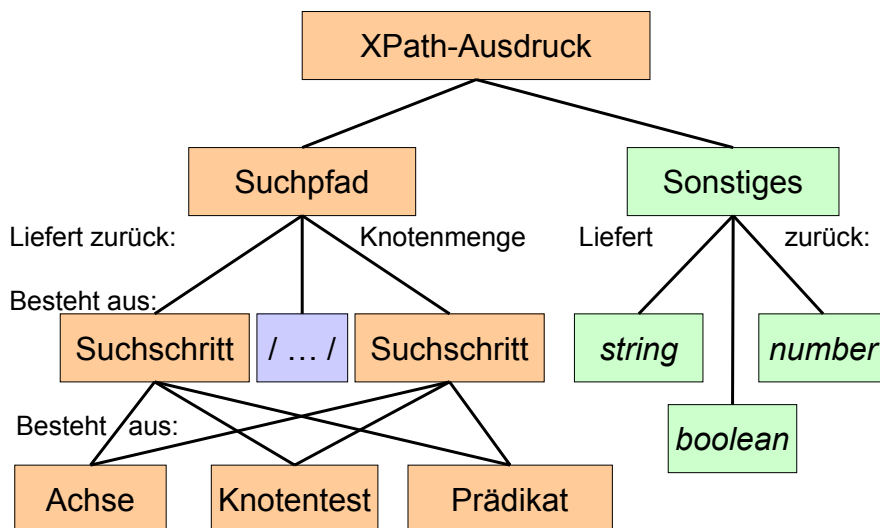 XPath-Ausdruck
Suchpfad
Sonstiges
Liefert zurück:
Knotenmenge
Liefert zurück:
Besteht aus:
Suchschritt
/ … /
Suchschritt
string
number
boolean
Besteht aus:
Achse
Knotentest
Prädikat